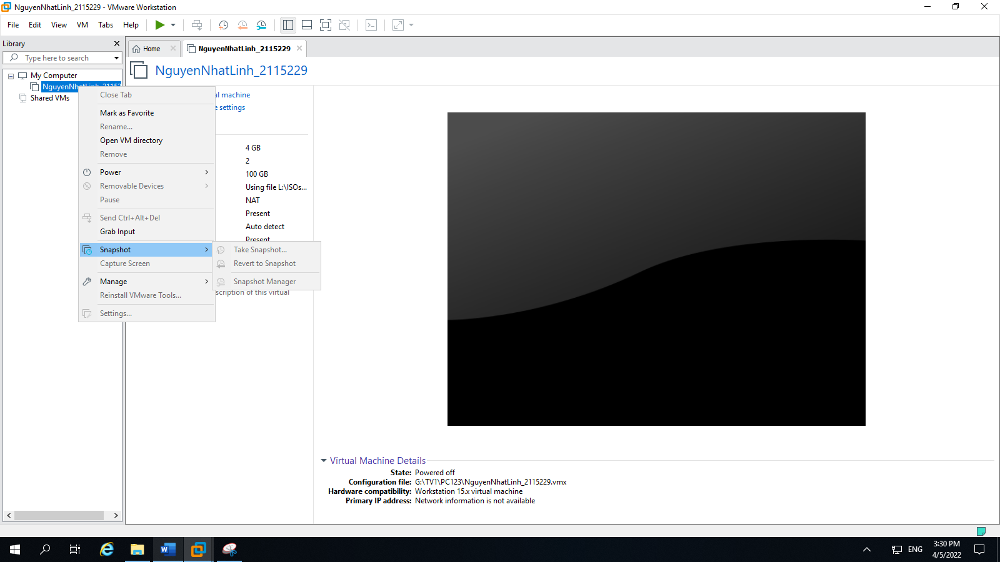 NguyenNhatLinh_2115229 - VMware Workstation
File Edit View VM Tabs Help
Library
Type here to search
My Computer
NguyenNhatLinh_21152
Shared VMs
Home
NguyenNhatLinh_2115229
NguyenNhatLinh_2115229
al machine
e settings
4 GB
2
100 GB
Using file L:\ISOs...
NAT
Present
Auto detect
Present
scription of this virtual
Close Tab
Mark as Favorite
Rename...
Open VM directory
Remove
Power
Removable Devices
Pause
Send Ctrl+Alt+Del
Grab Input
Snapshot
Capture Screen
Manage
Reinstall VMware Tools...
Settings...
Take Snapshot...
Revert to Snapshot
Snapshot Manager
Virtual Machine Details
State: Powered off
Configuration file: G:\TV1\PC123\NguyenNhatLinh_2115229.vmx
Hardware compatibility: Workstation 15.x virtual machine
Primary IP address: Network information is not available
ENG
3:30 PM
4/5/2022